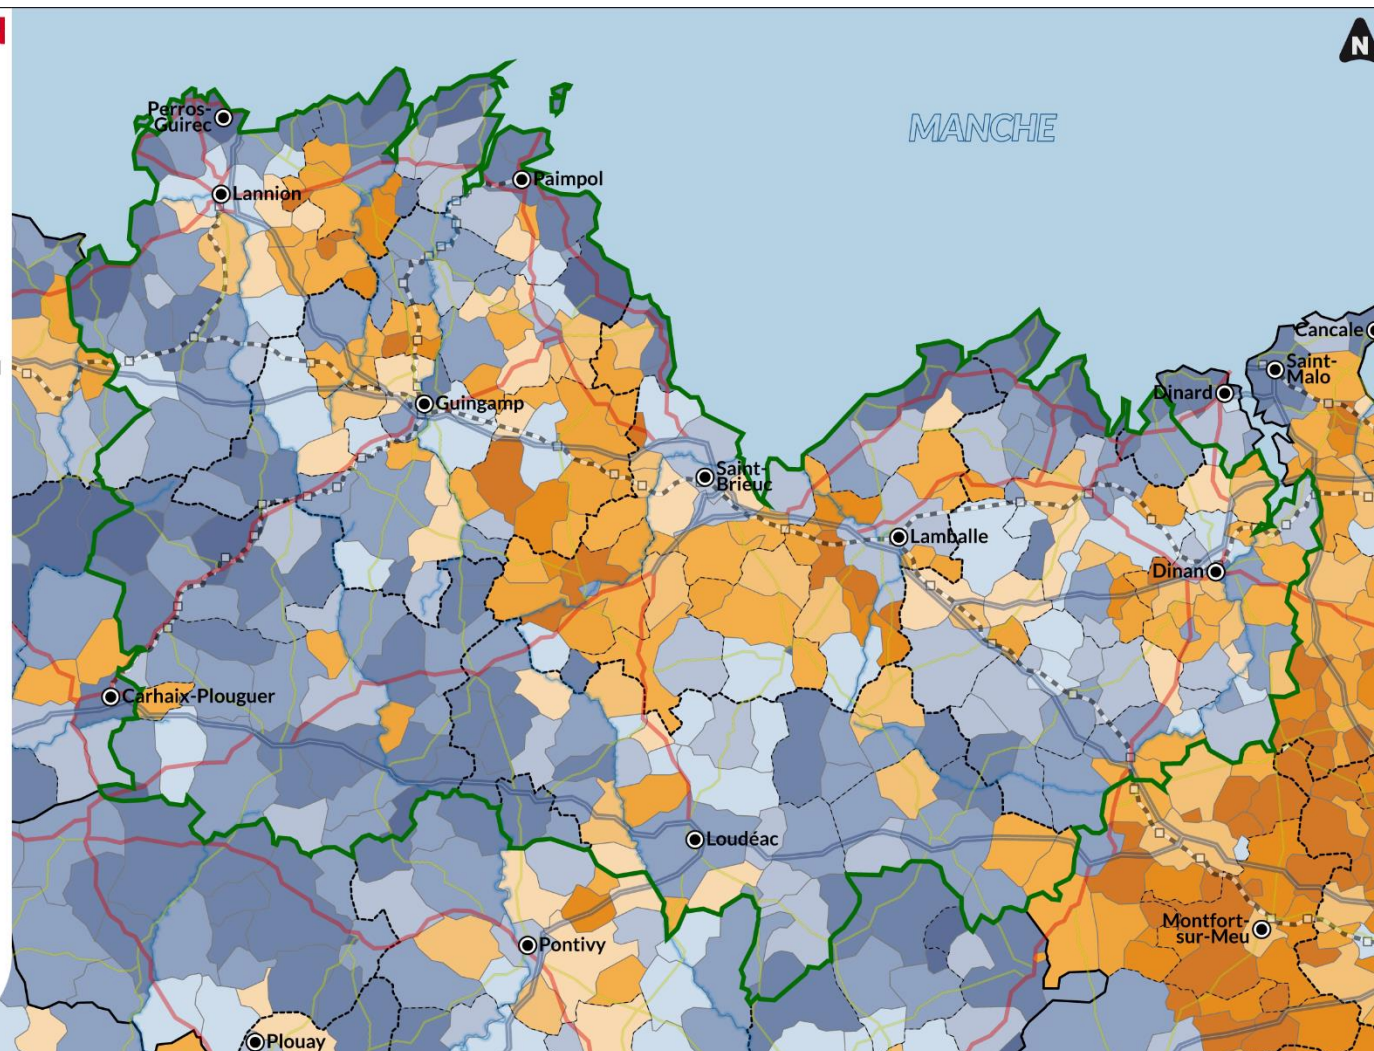 N
MANCHE
Perros-
Guirec
Lannion
Paimpol
Cancale
Saint-
Malo
Dinard
Guingamp
Saint-
Brieuc
Lamballe
Dinan
Carhaix-Plouguer
Loudéac
Montfort-
sur-Meu
Pontivy
Plouay